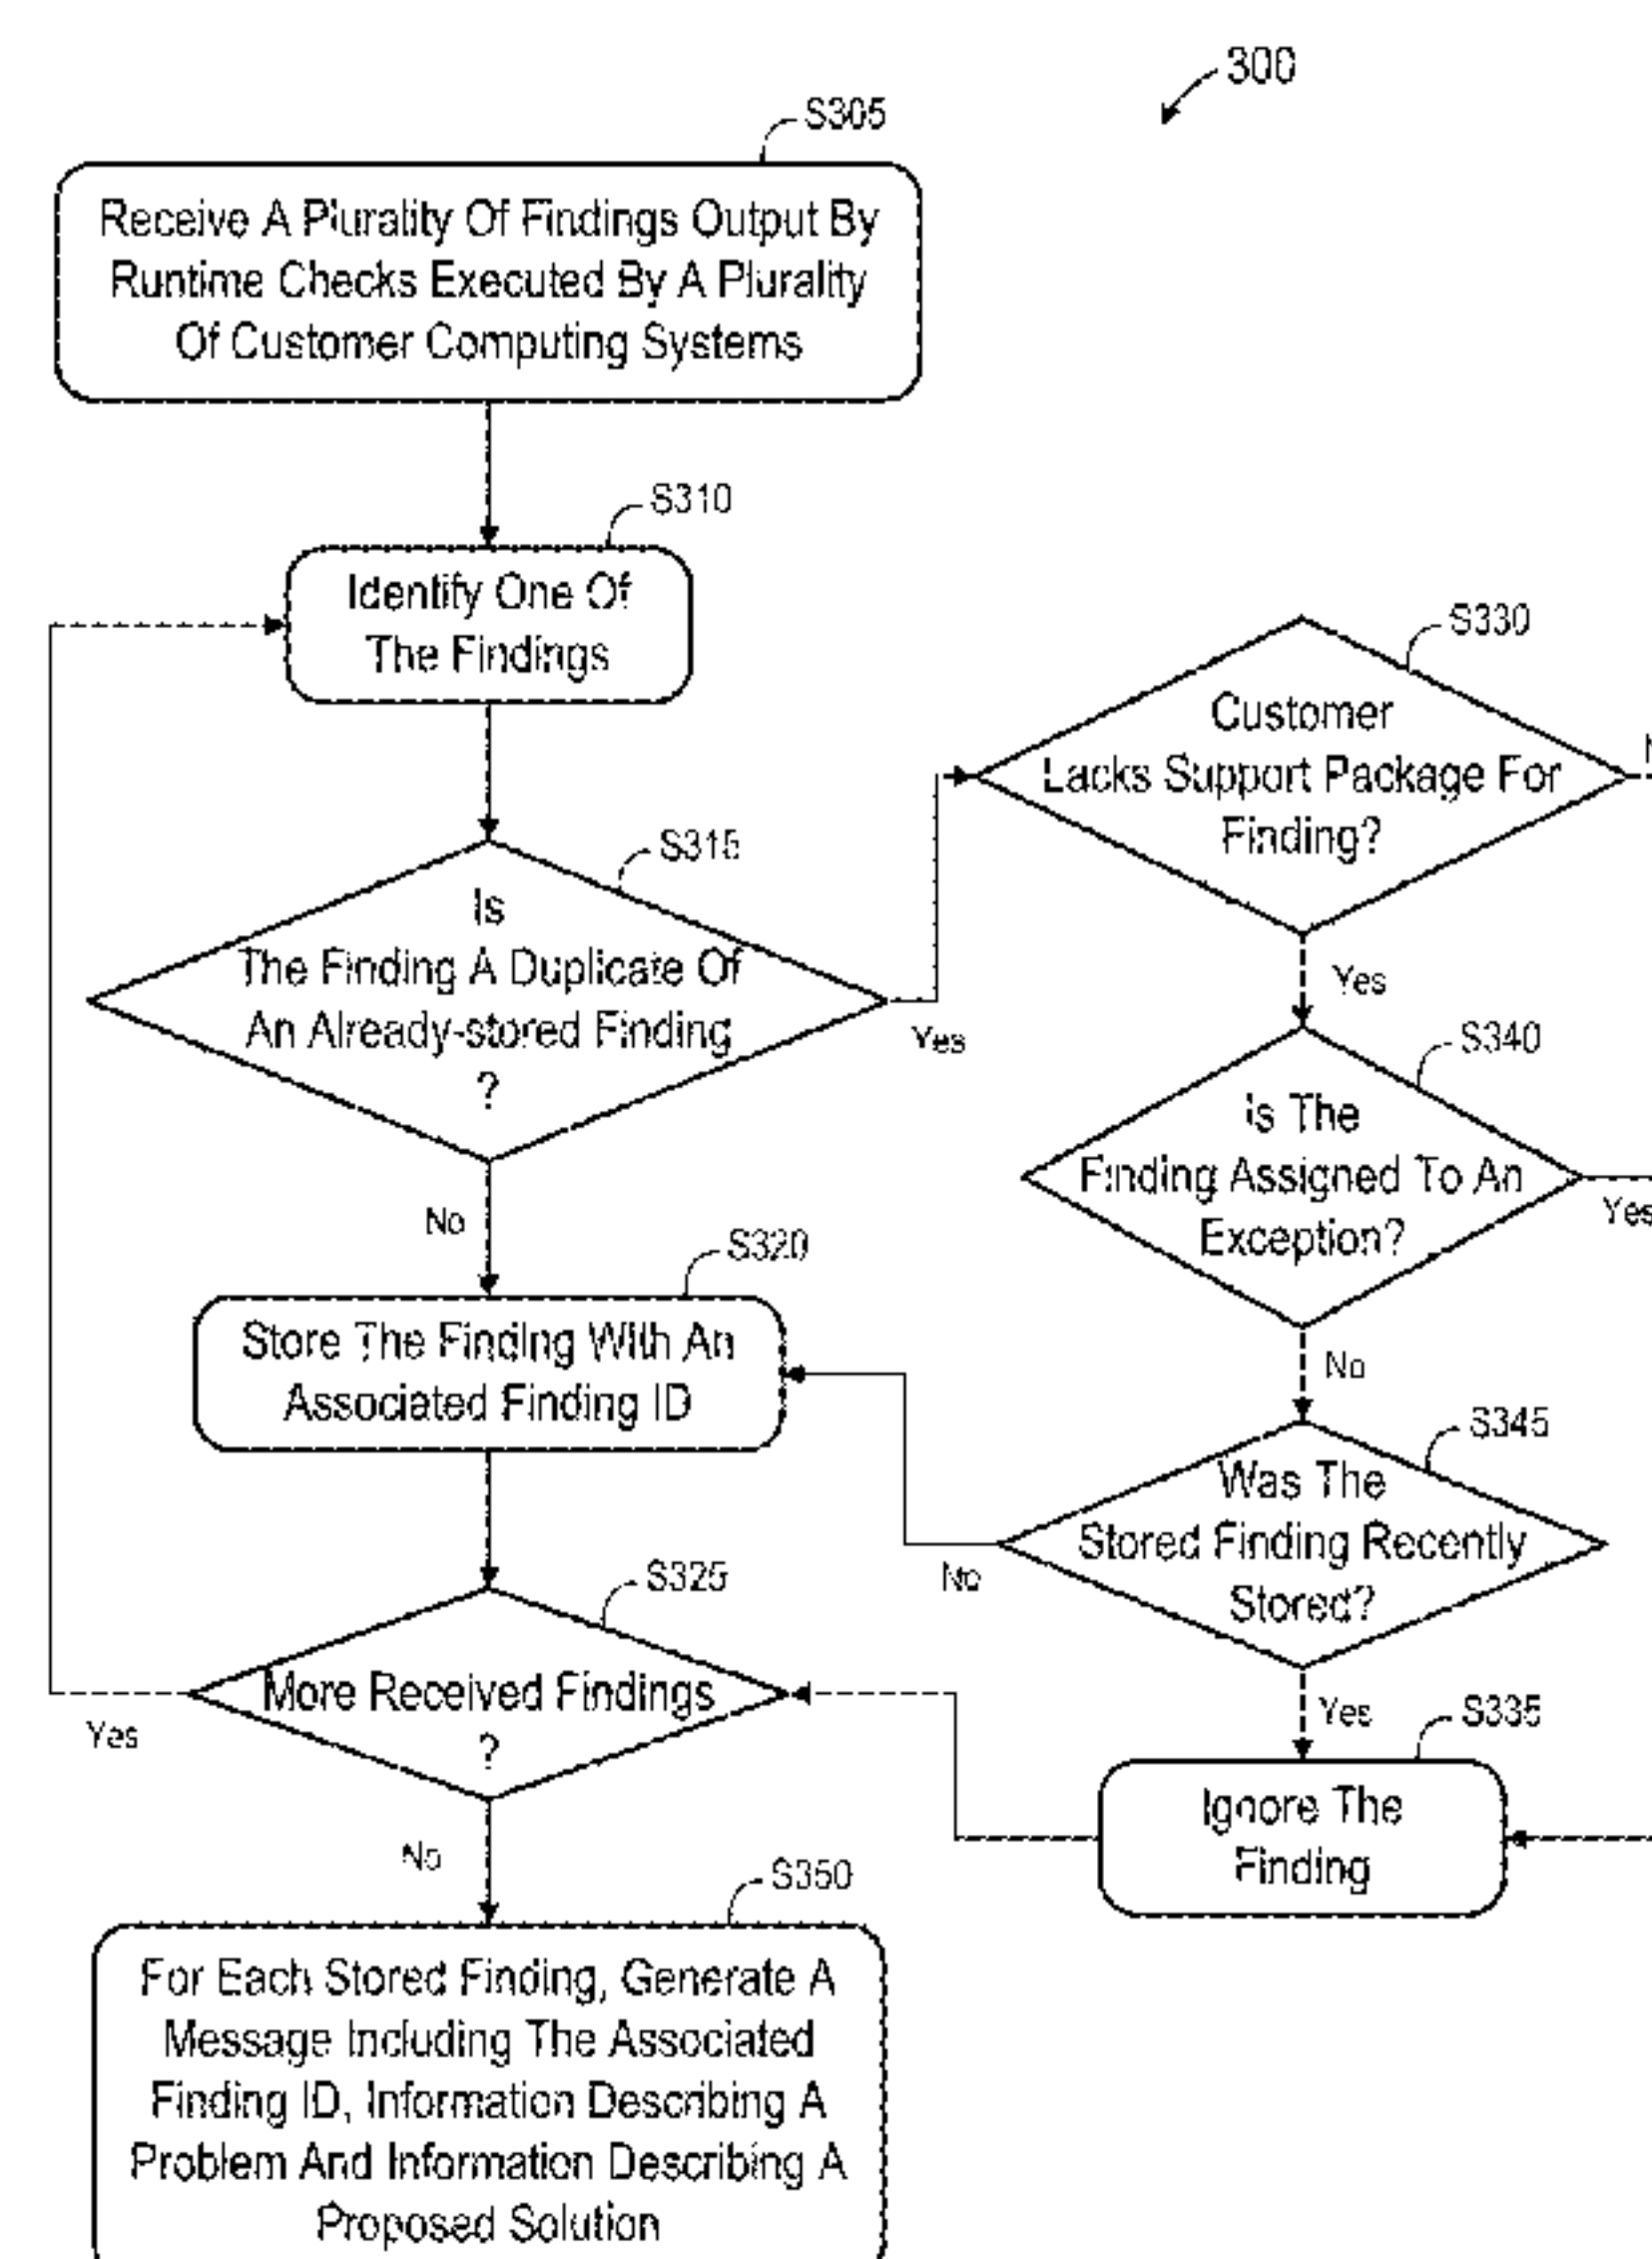 300
S305
Receive A Plurality Of Findings Output By
Runtime Checks Executed By A Plurality
Of Customer Computing Systems
S310
Identify One Of
The Findings
S315
Is
The Finding A Duplicate Of
An Already-stored Finding
?
Yes
No
S330
Customer
Lacks Support Package For
Finding?
Yes
S340
Is The
Finding Assigned To An
Exception?
Yes
No
S320
Store The Finding With An
Associated Finding ID
S345
Was The
Stored Finding Recently
Stored?
No
Yes
S325
More Received Findings
?
Yes
No
S335
Ignore The
Finding
S350
For Each Stored Finding, Generate A
Message Including The Associated
Finding ID, Information Describing A
Problem And Information Describing A
Proposed Solution